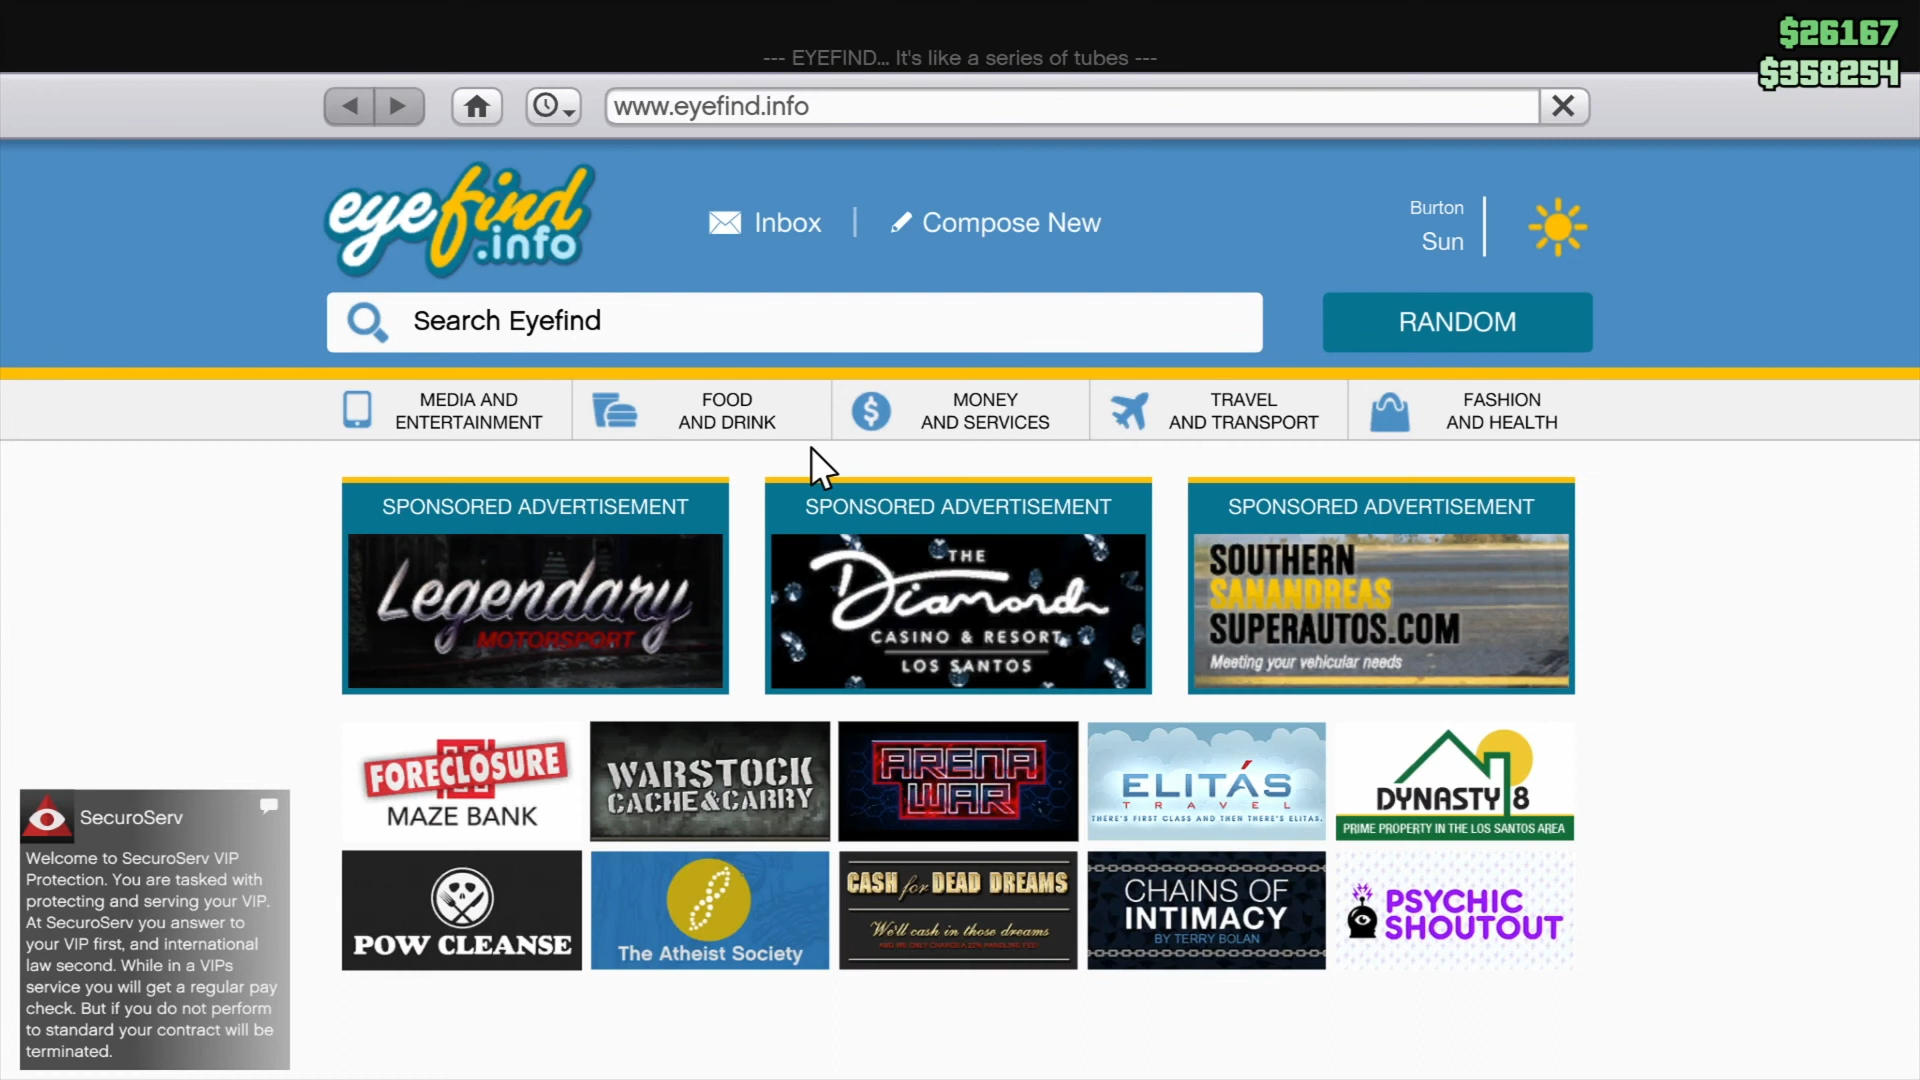 $26167
$358254
--- EYEFIND... It's like a series of tubes ---
www.eyefind.info
eyefind
.info
Inbox
Compose New
Burton
Sun
Search Eyefind
RANDOM
MEDIA AND
ENTERTAINMENT
FOOD
AND DRINK
MONEY
AND SERVICES
TRAVEL
AND TRANSPORT
FASHION
AND HEALTH
SPONSORED ADVERTISEMENT
Legendary
MOTORSPORT
SPONSORED ADVERTISEMENT
THE
Diamond
CASINO & RESORT
LOS SANTOS
SPONSORED ADVERTISEMENT
SOUTHERN
SANANDREAS
SUPERAUTOS.COM
Meeting your vehicular needs
FORECLOSURE
MAZE BANK
WARSTOCK
CACHE&CARRY
ARENA
WAR
ELITÁS
TRAVEL
THERE'S FIRST CLASS AND THEN THERE'S ELITAS.
DYNASTY 8
PRIME PROPERTY IN THE LOS SANTOS AREA
POW CLEANSE
The Atheist Society
CASH for DEAD DREAMS
We'll cash in those dreams
AND WE ONLY CHARGE A 22% HANDLING FEE!
CHAINS OF
INTIMACY
BY TERRY BOLAN
PSYCHIC
SHOUTOUT
SecuroServ
Welcome to SecuroServ VIP
Protection. You are tasked with
protecting and serving your VIP.
At SecuroServ you answer to
your VIP first, and international
law second. While in a VIPs
service you will get a regular pay
check. But if you do not perform
to standard your contract will be
terminated.